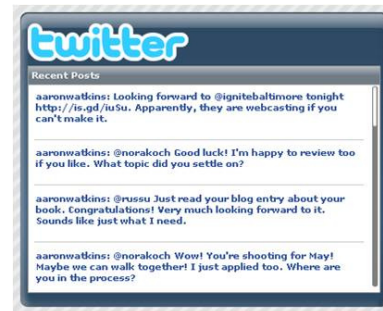 twitter
Recent Posts
aaronwatkins: Looking forward to @ignitebaltimore tonight
http://is.gd/iuSu. Apparently, they are webcasting if you
can't make it.
aaronwatkins: @norakoch Good luck! I'm happy to review too
if you like. What topic did you settle on?
aaronwatkins: @russu Just read your blog entry about your
book. Congratulations! Very much looking forward to it.
Sounds like just what I need.
aaronwatkins: @norakoch Wow! You're shooting for May!
Maybe we can walk together! I just applied too. Where are
you in the process?